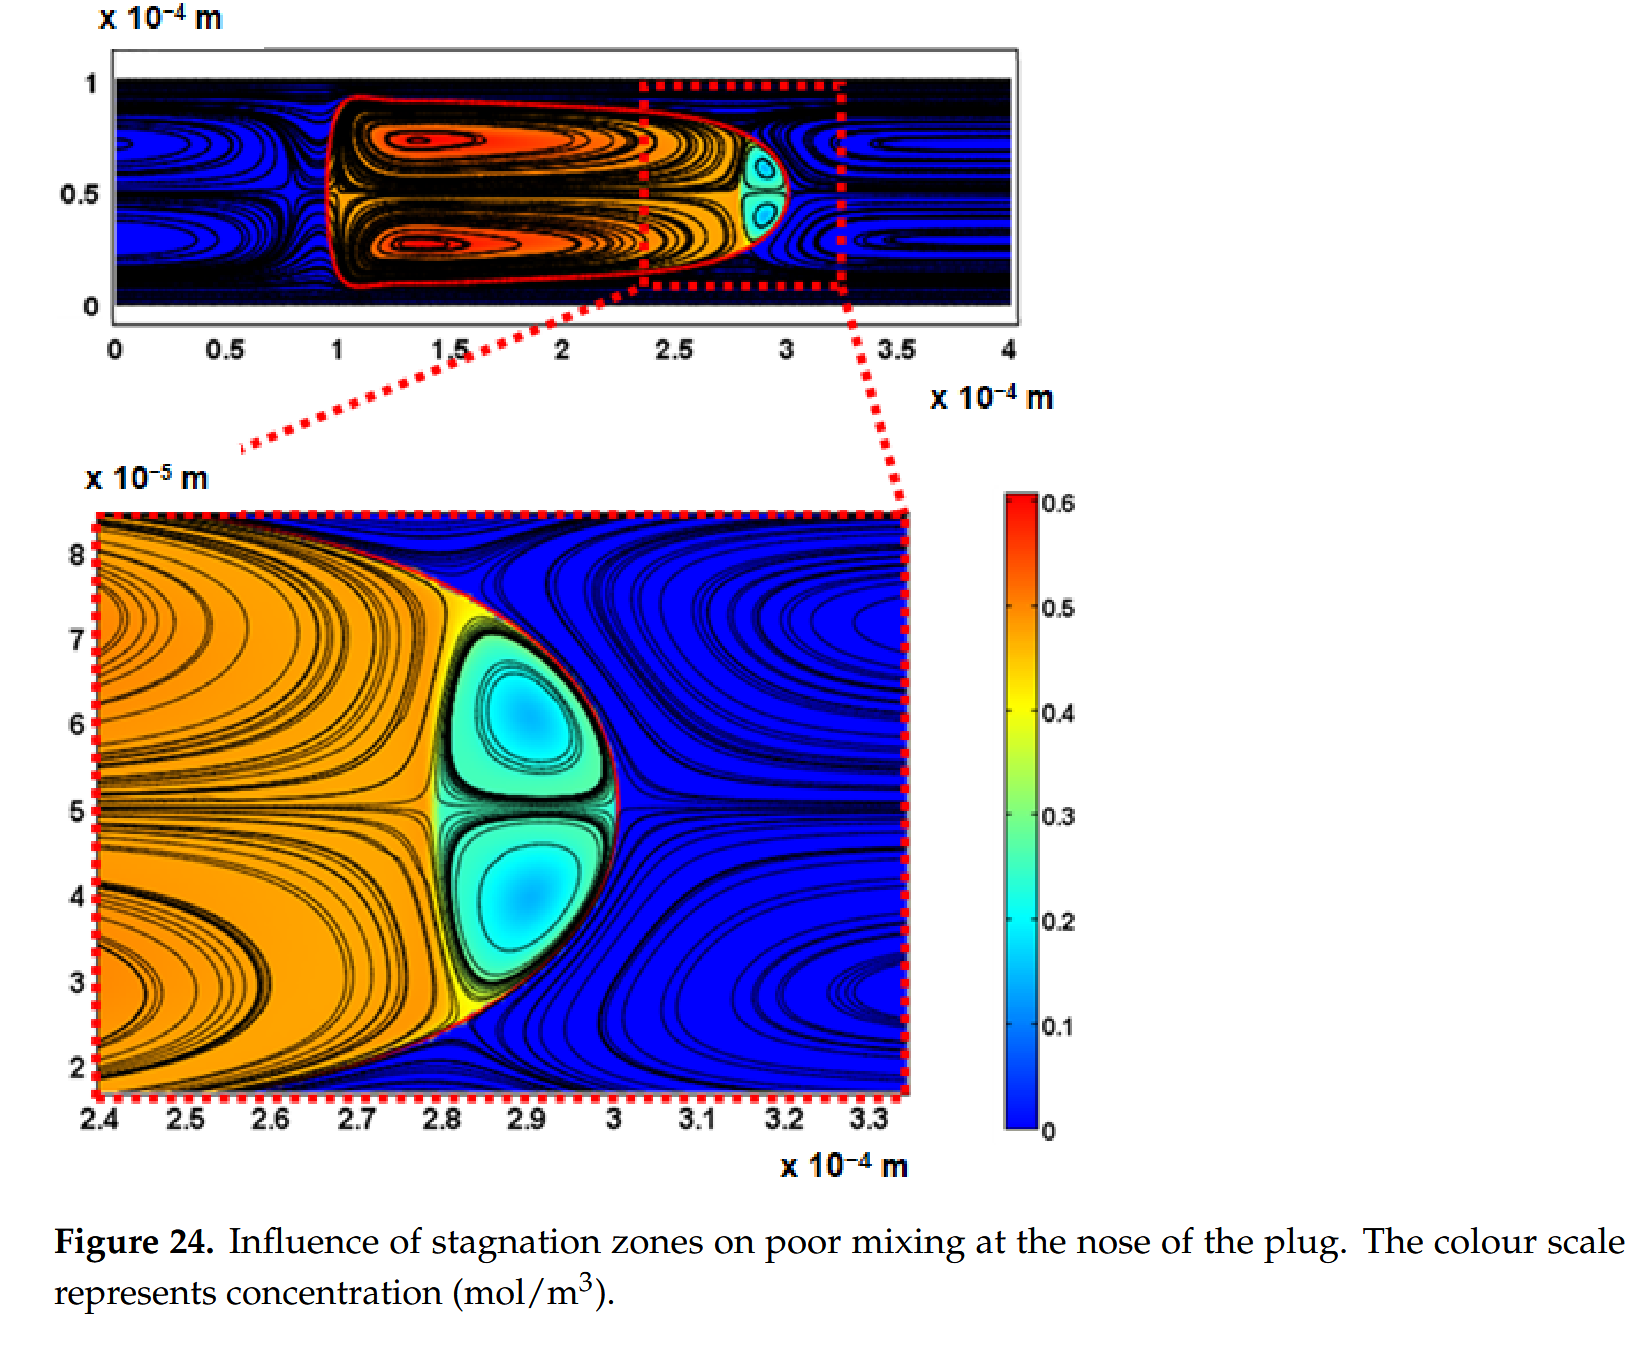 x 10⁻⁴ m
1
0.5
0
0 0.5 1 1.5 2 2.5 3 3.5 4
x 10⁻⁴ m
x 10⁻⁵ m
8
7
6
5
4
3
2
2.4 2.5 2.6 2.7 2.8 2.9 3 3.1 3.2 3.3
x 10⁻⁴ m
0.6
0.5
0.4
0.3
0.2
0.1
0
Figure 24. Influence of stagnation zones on poor mixing at the nose of the plug. The colour scale
represents concentration (mol/m³).